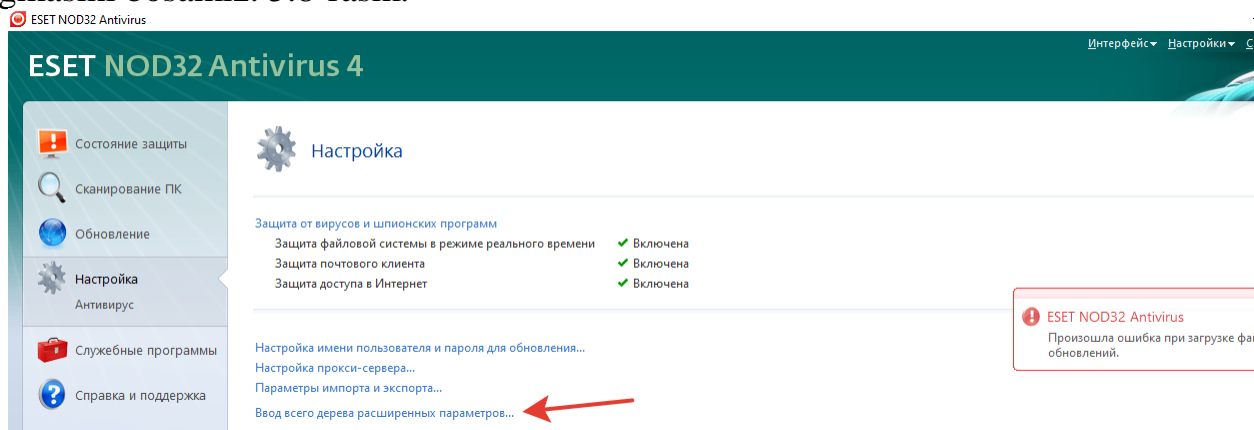 ESET NOD32 Antivirus
Интерфейс Настройки
ESET NOD32 Antivirus 4
Состояние защиты
Сканирование ПК
Обновление
Настройка
Антивирус
Служебные программы
Справка и поддержка
Настройка
Защита от вирусов и шпионских программ
Защита файловой системы в режиме реального времени Включена
Защита почтового клиента Включена
Защита доступа в Интернет Включена
Настройка имени пользователя и пароля для обновления...
Настройка прокси-сервера...
Параметры импорта и экспорта...
Ввод всего дерева расширенных параметров...
ESET NOD32 Antivirus
Произошла ошибка при загрузке
обновлений.